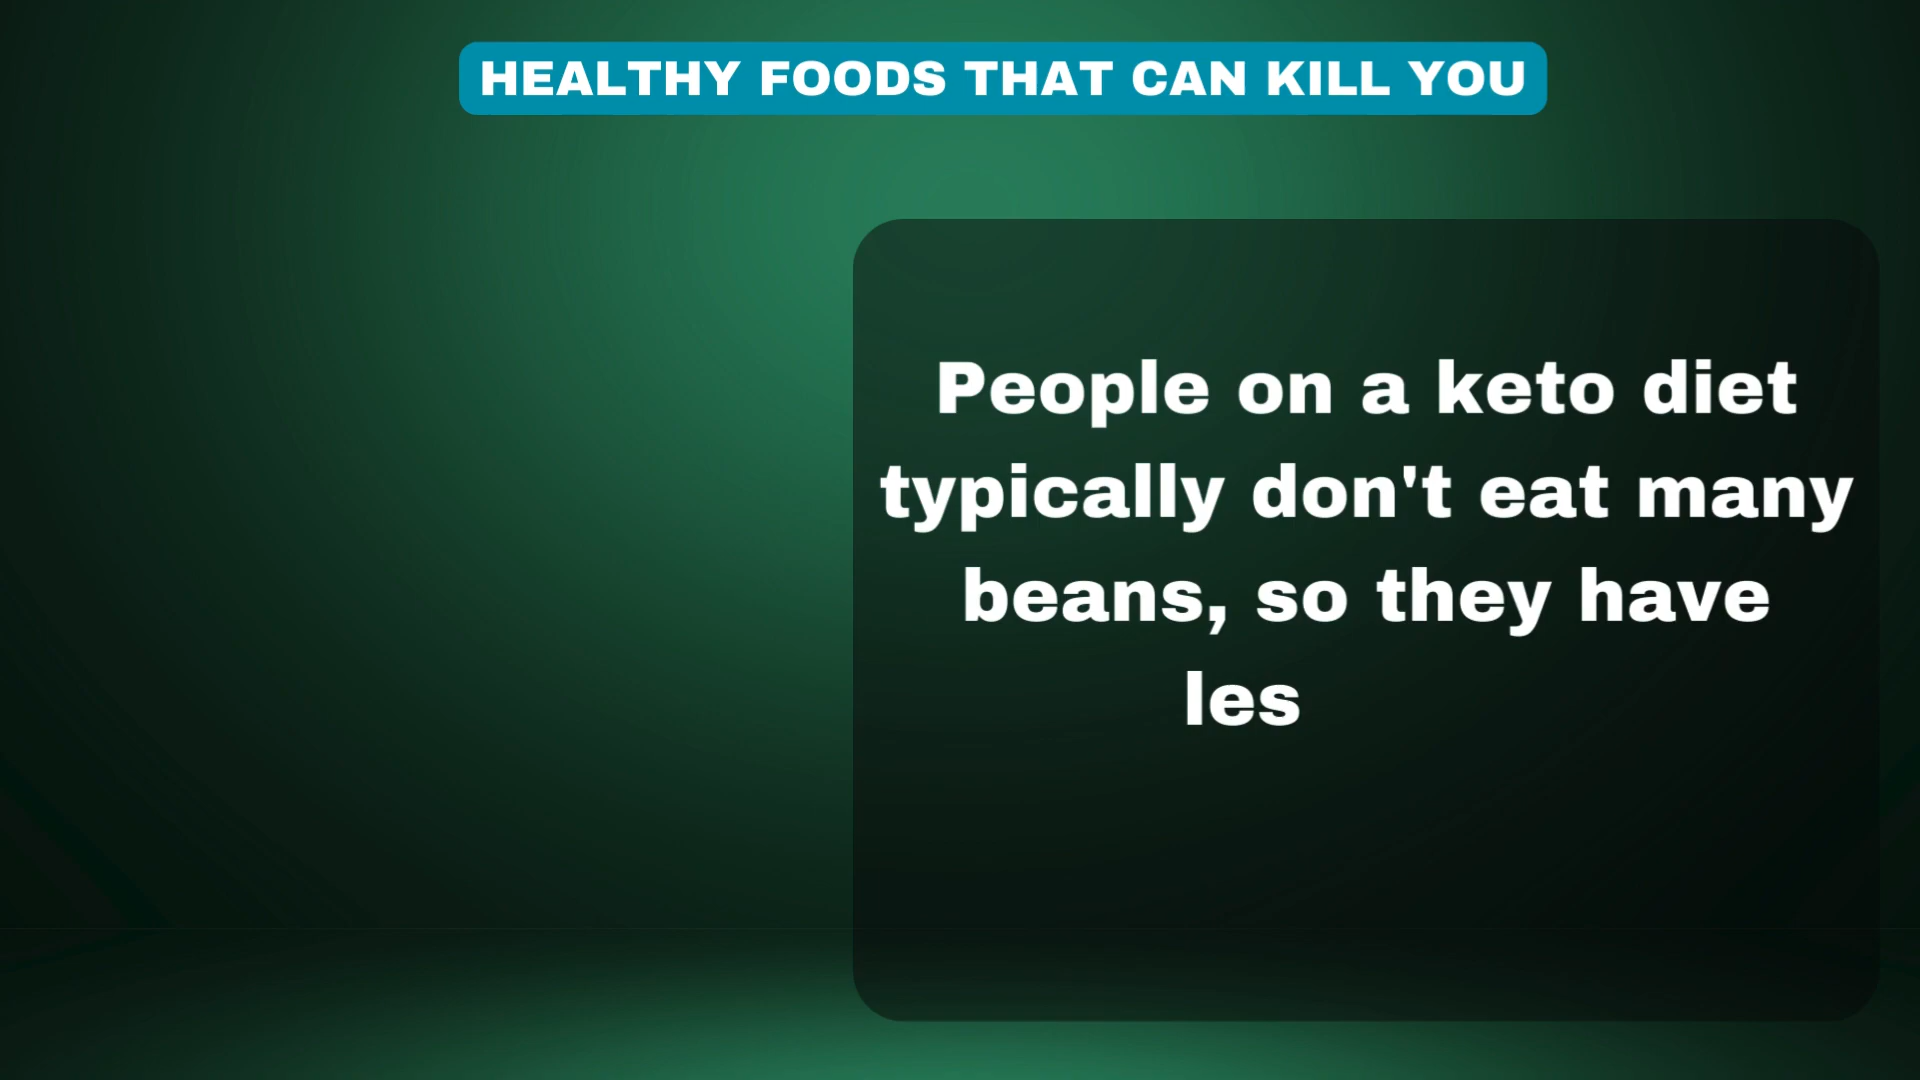 HEALTHY FOODS THAT CAN KILL YOU
People on a keto diet
typically don't eat many
beans, so they have
les